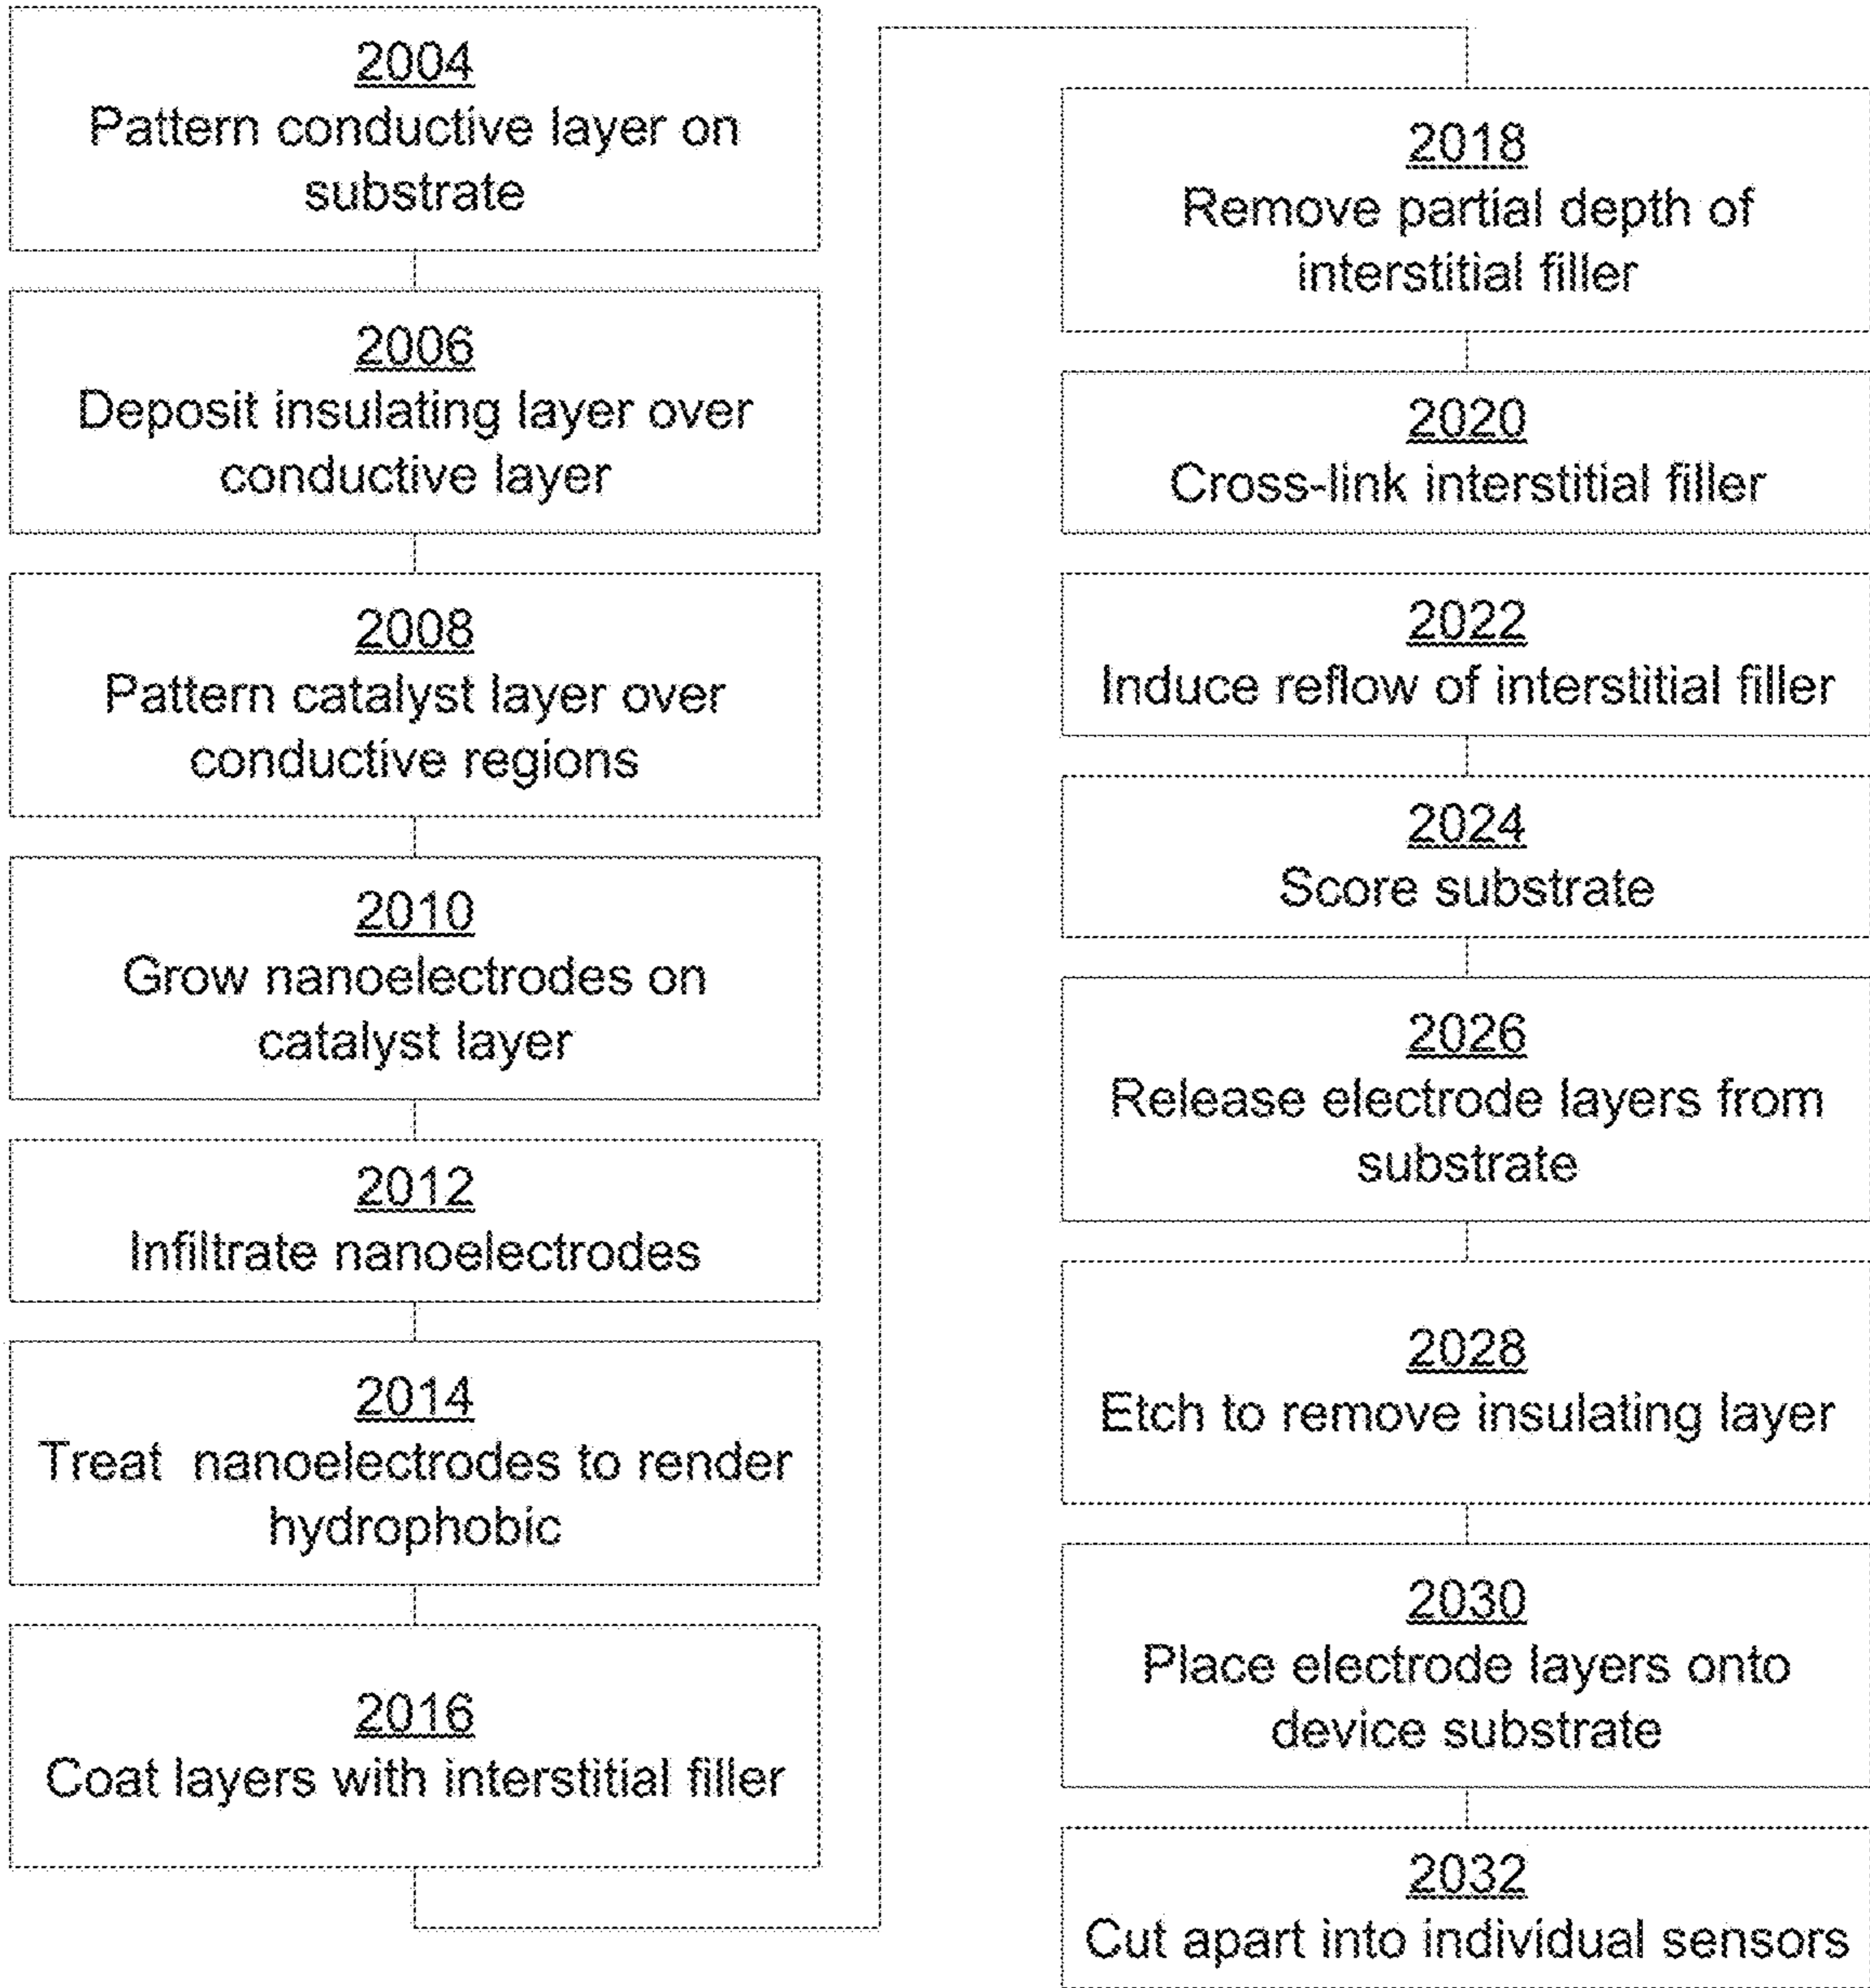 2004
Pattern conductive layer on
substrate
2006
Deposit insulating layer over
conductive layer
2008
Pattern catalyst layer over
conductive regions
2010
Grow nanoelectrodes on
catalyst layer
2012
Infiltrate nanoelectrodes
2014
Treat nanoelectrodes to render
hydrophobic
2016
Coat layers with interstitial filler
2018
Remove partial depth of
interstitial filler
2020
Cross-link interstitial filler
2022
Induce reflow of interstitial filler
2024
Score substrate
2026
Release electrode layers from
substrate
2028
Etch to remove insulating layer
2030
Place electrode layers onto
device substrate
2032
Cut apart into individual sensors